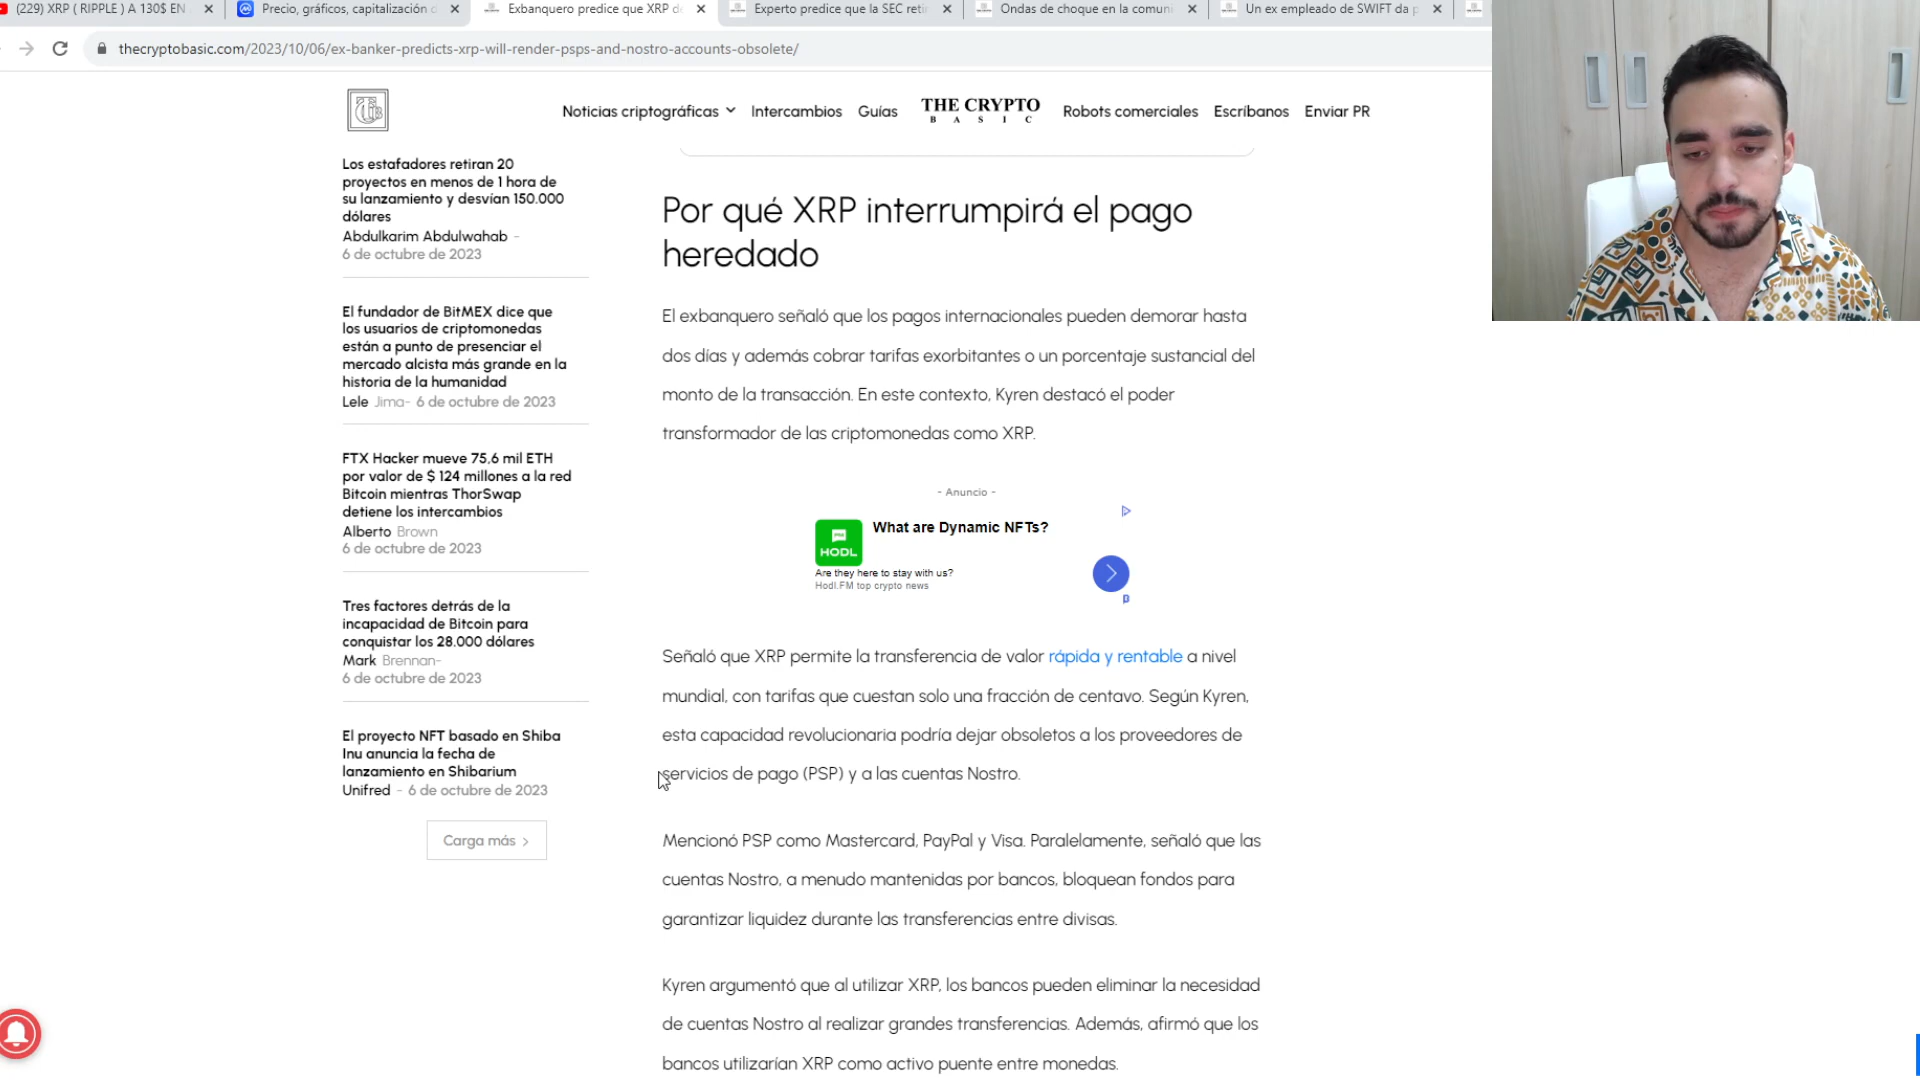 (229) XRP ( RIPPLE ) A 130$ EN
Precio, gráficos, capitalización d
Exbanquero predice que XRP de
Experto predice que la SEC retir
Ondas de choque en la comuni
Un ex empleado de SWIFT da p
thecryptobasic.com/2023/10/06/ex-banker-predicts-xrp-will-render-psps-and-nostro-accounts-obsolete/
Noticias criptográficas
Intercambios
Guías
THE CRYPTO
BASIC
Robots comerciales
Escríbanos
Enviar PR
Los estafadores retiran 20
proyectos en menos de 1 hora de
su lanzamiento y desvían 150.000
dólares
Abdulkarim Abdulwahab -
6 de octubre de 2023
El fundador de BitMEX dice que
los usuarios de criptomonedas
están a punto de presenciar el
mercado alcista más grande en la
historia de la humanidad
Lele Jima- 6 de octubre de 2023
FTX Hacker mueve 75,6 mil ETH
por valor de $ 124 millones a la red
Bitcoin mientras ThorSwap
detiene los intercambios
Alberto Brown
6 de octubre de 2023
Tres factores detrás de la
incapacidad de Bitcoin para
conquistar los 28.000 dólares
Mark Brennan-
6 de octubre de 2023
El proyecto NFT basado en Shiba
Inu anuncia la fecha de
lanzamiento en Shibarium
Unifred - 6 de octubre de 2023
Carga más >
Por qué XRP interrumpirá el pago
heredado
El exbanquero señaló que los pagos internacionales pueden demorar hasta
dos días y además cobrar tarifas exorbitantes o un porcentaje sustancial del
monto de la transacción. En este contexto, Kyren destacó el poder
transformador de las criptomonedas como XRP.
- Anuncio -
HODL
What are Dynamic NFTs?
Are they here to stay with us?
Hodl.FM top crypto news
Señaló que XRP permite la transferencia de valor rápida y rentable a nivel
mundial, con tarifas que cuestan solo una fracción de centavo. Según Kyren,
esta capacidad revolucionaria podría dejar obsoletos a los proveedores de
servicios de pago (PSP) y a las cuentas Nostro.
Mencionó PSP como Mastercard, PayPal y Visa. Paralelamente, señaló que las
cuentas Nostro, a menudo mantenidas por bancos, bloquean fondos para
garantizar liquidez durante las transferencias entre divisas.
Kyren argumentó que al utilizar XRP, los bancos pueden eliminar la necesidad
de cuentas Nostro al realizar grandes transferencias. Además, afirmó que los
bancos utilizarían XRP como activo puente entre monedas.